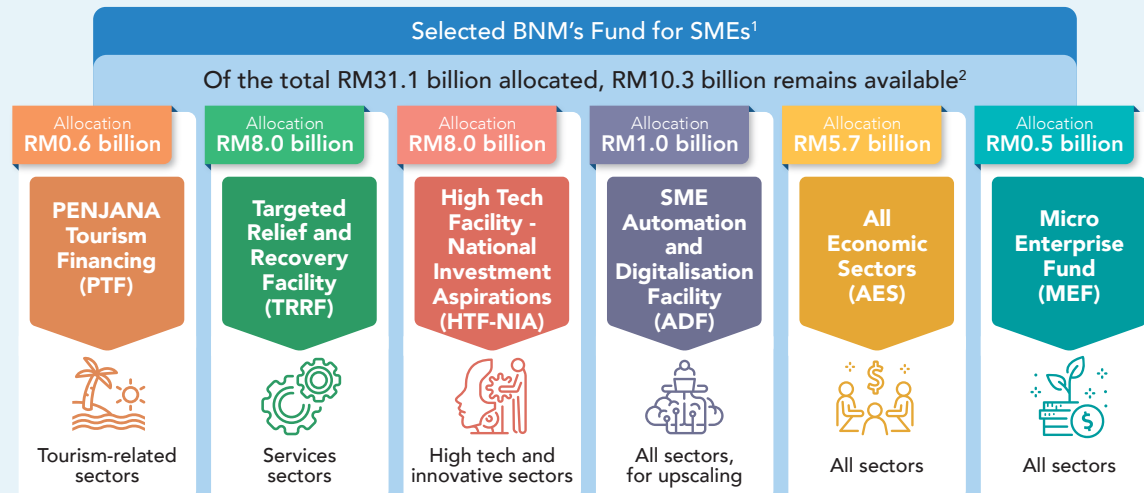 Selected BNM's Fund for SMEs¹
Of the total RM31.1 billion allocated, RM10.3 billion remains available²
Allocation
RM0.6 billion
PENJANA
Tourism
Financing
(PTF)
Tourism-related
sectors
Allocation
RM8.0 billion
Targeted
Relief and
Recovery
Facility
(TRRF)
Services
sectors
Allocation
RM8.0 billion
High Tech
Facility -
National
Investment
Aspirations
(HTF-NIA)
High tech and
innovative sectors
Allocation
RM1.0 billion
SME
Automation
and
Digitalisation
Facility
(ADF)
All sectors,
for upscaling
Allocation
RM5.7 billion
All
Economic
Sectors
(AES)
All sectors
Allocation
RM0.5 billion
Micro
Enterprise
Fund
(MEF)
All sectors